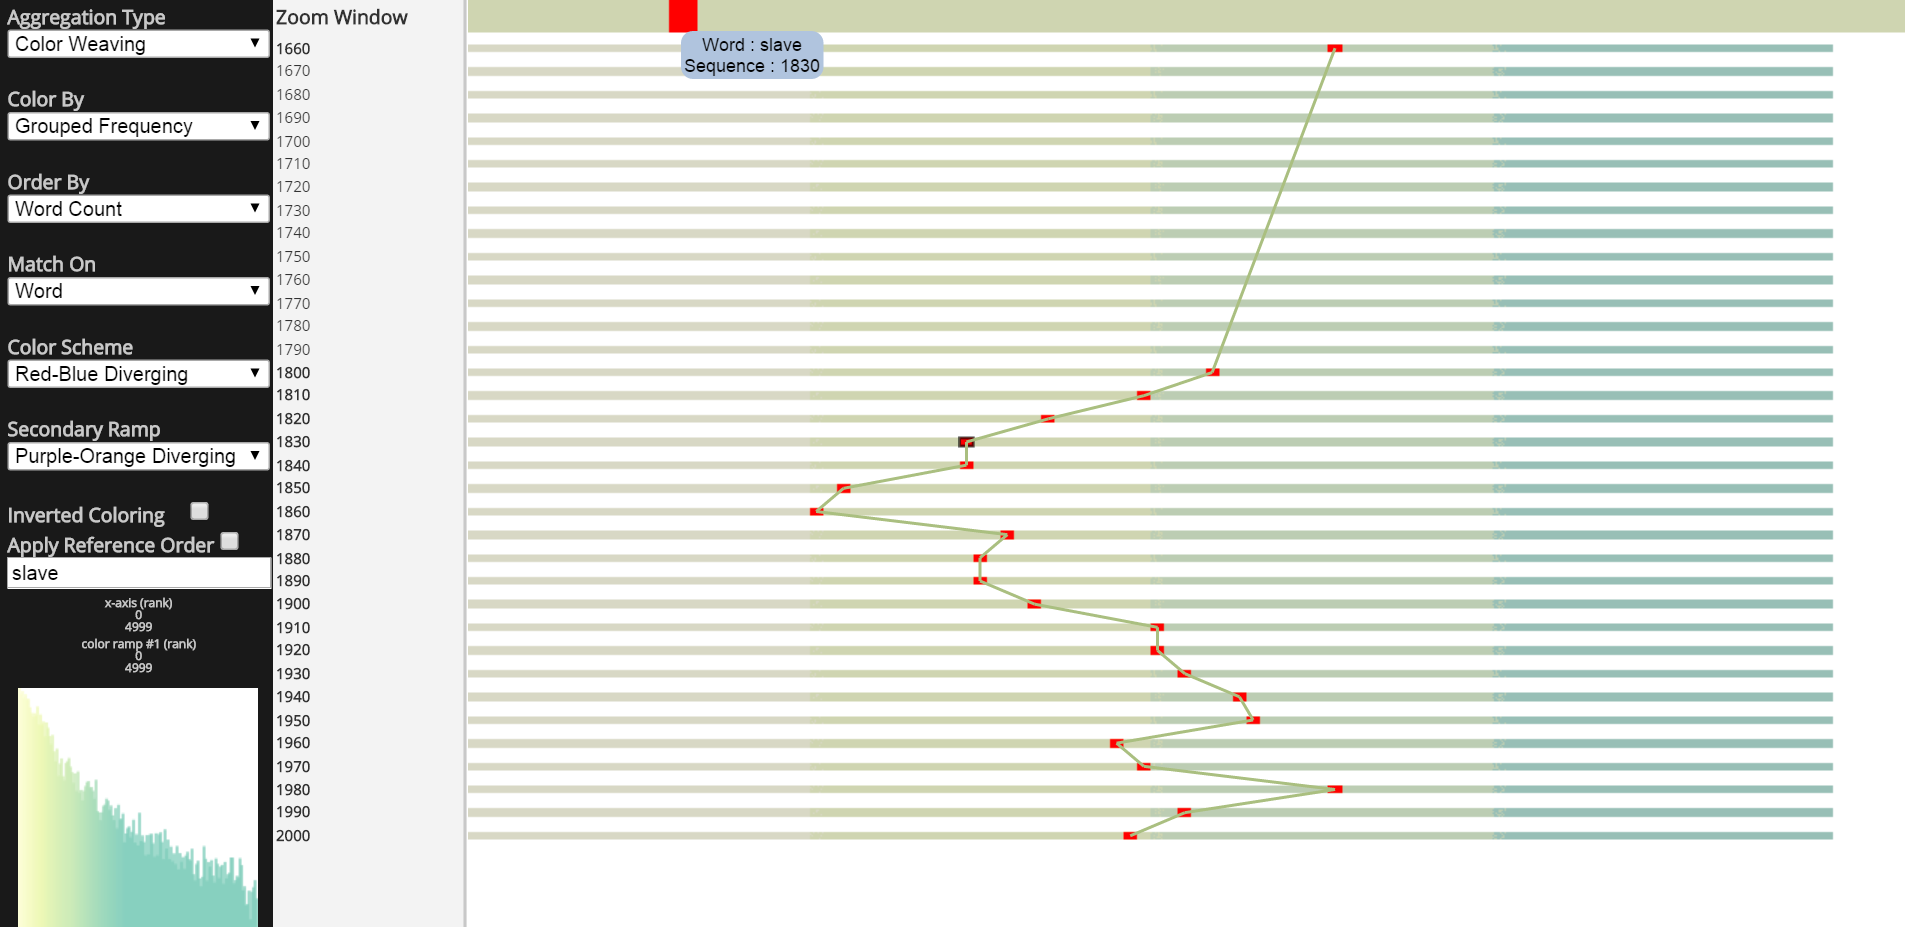 Aggregation Type
Color Weaving
Color By
Grouped Frequency
Order By
Word Count
Match On
Word
Color Scheme
Red-Blue Diverging
Secondary Ramp
Purple-Orange Diverging
Inverted Coloring
Apply Reference Order
slave
x-axis (rank)
0
4999
color ramp #1 (rank)
0
4999
Zoom Window
Word : slave
Sequence : 1830
1660
1670
1680
1690
1700
1710
1720
1730
1740
1750
1760
1770
1780
1790
1800
1810
1820
1830
1840
1850
1860
1870
1880
1890
1900
1910
1920
1930
1940
1950
1960
1970
1980
1990
2000